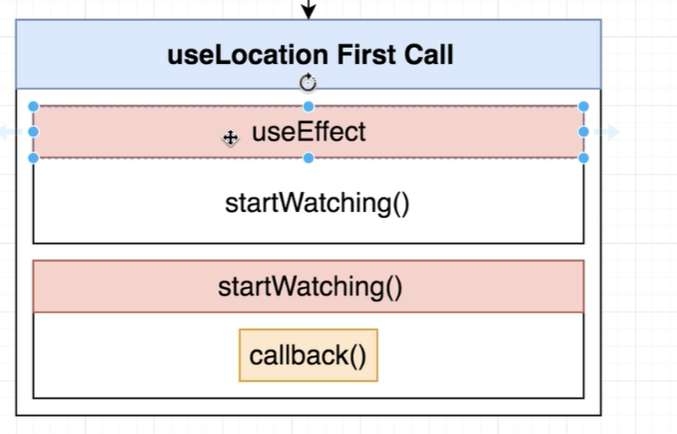 useLocation First Call
useEffect
startWatching()
startWatching()
callback()